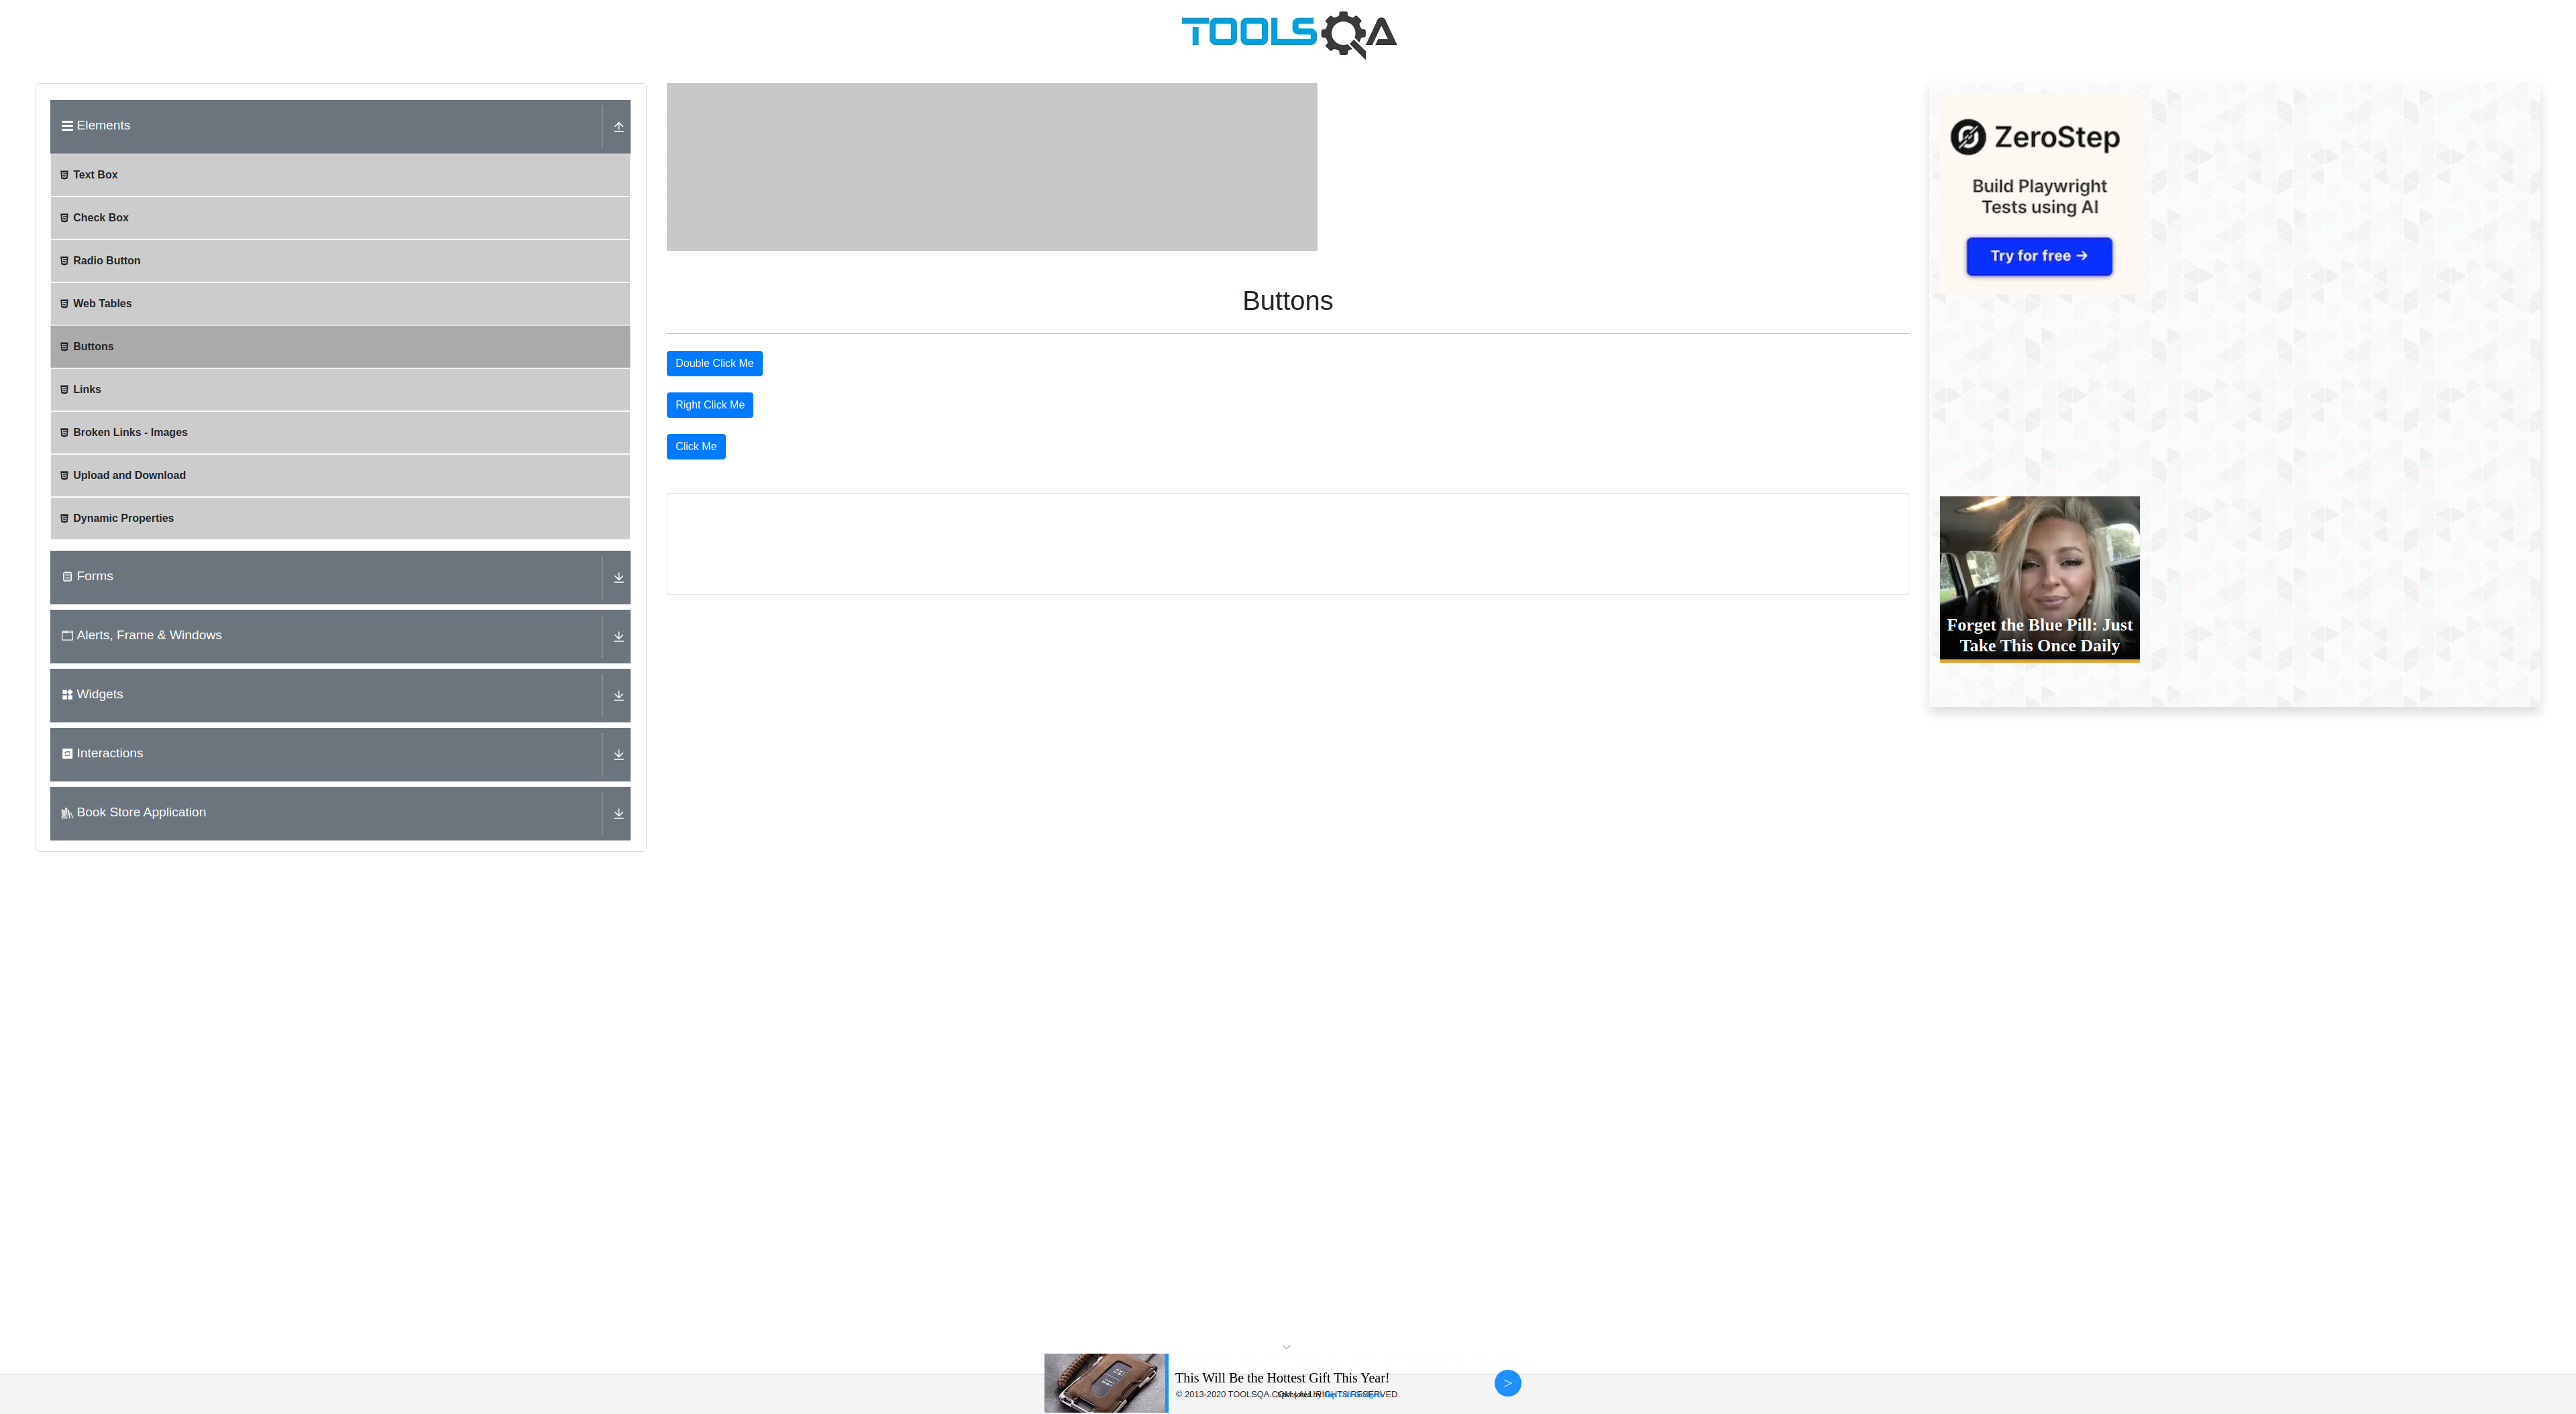 TOOLSQA
Elements
Text Box
Check Box
Radio Button
Web Tables
Buttons
Links
Broken Links - Images
Upload and Download
Dynamic Properties
Forms
Alerts, Frame & Windows
Widgets
Interactions
Book Store Application
Buttons
Double Click Me
Right Click Me
Click Me
ZeroStep
Build Playwright
Tests using AI
Try for free →
Forget the Blue Pill: Just
Take This Once Daily
This Will Be the Hottest Gift This Year!
© 2013-2020 TOOLSQA.COM | ALL RIGHTS RESERVED.
>